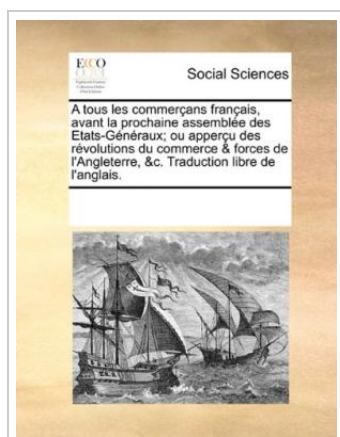 ECCO
Social Sciences
A tous les commerçans français,
avant la prochaine assemblée des
Etats-Généraux; ou apperçu des
révolutions du commerce & forces de
l'Angleterre, &c. Traduction libre de
l'anglais.